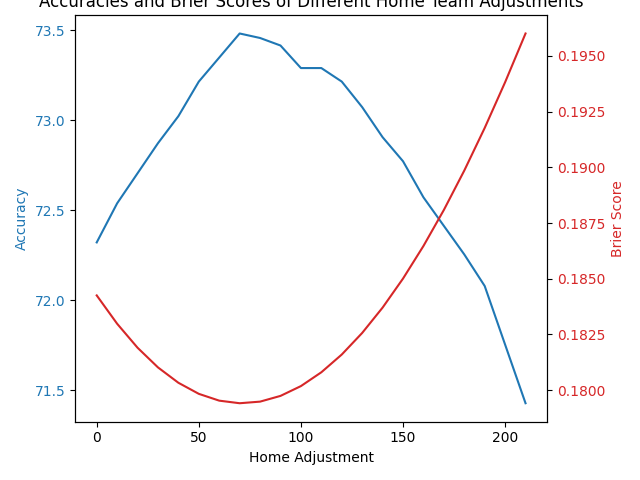 Accuracies and Brier Scores of Different Home Team Adjustments
73.5
73.0
72.5
72.0
71.5
Accuracy
0.1950
0.1925
0.1900
0.1875
0.1850
0.1825
0.1800
Brier Score
0 50 100 150 200
Home Adjustment